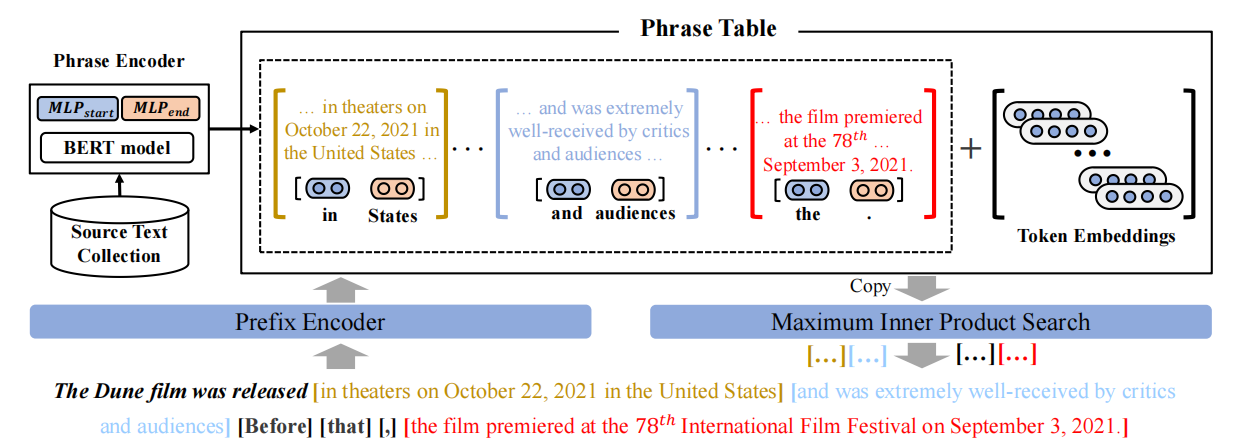 Phrase Table
Phrase Encoder
MLP_start MLP_end
BERT model
Source Text
Collection
… in theaters on
October 22, 2021 in
the United States …
in States
...
… and was extremely
well-received by critics
and audiences …
and audiences
...
… the film premiered
at the 78th …
September 3, 2021.
the .
+
...
Token Embeddings
Copy
Prefix Encoder
Maximum Inner Product Search
[…][…] […][…]
The Dune film was released [in theaters on October 22, 2021 in the United States] [and was extremely well-received by critics
and audiences] [Before] [that] [,] [the film premiered at the 78th International Film Festival on September 3, 2021.]